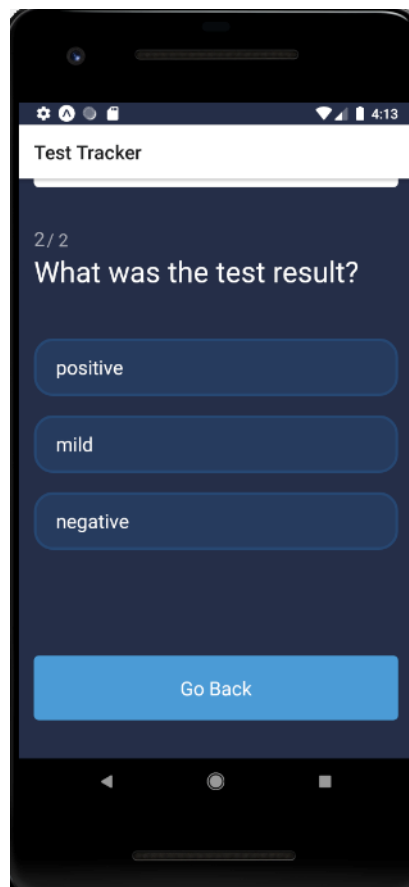 4:13
Test Tracker
2/ 2
What was the test result?
positive
mild
negative
Go Back